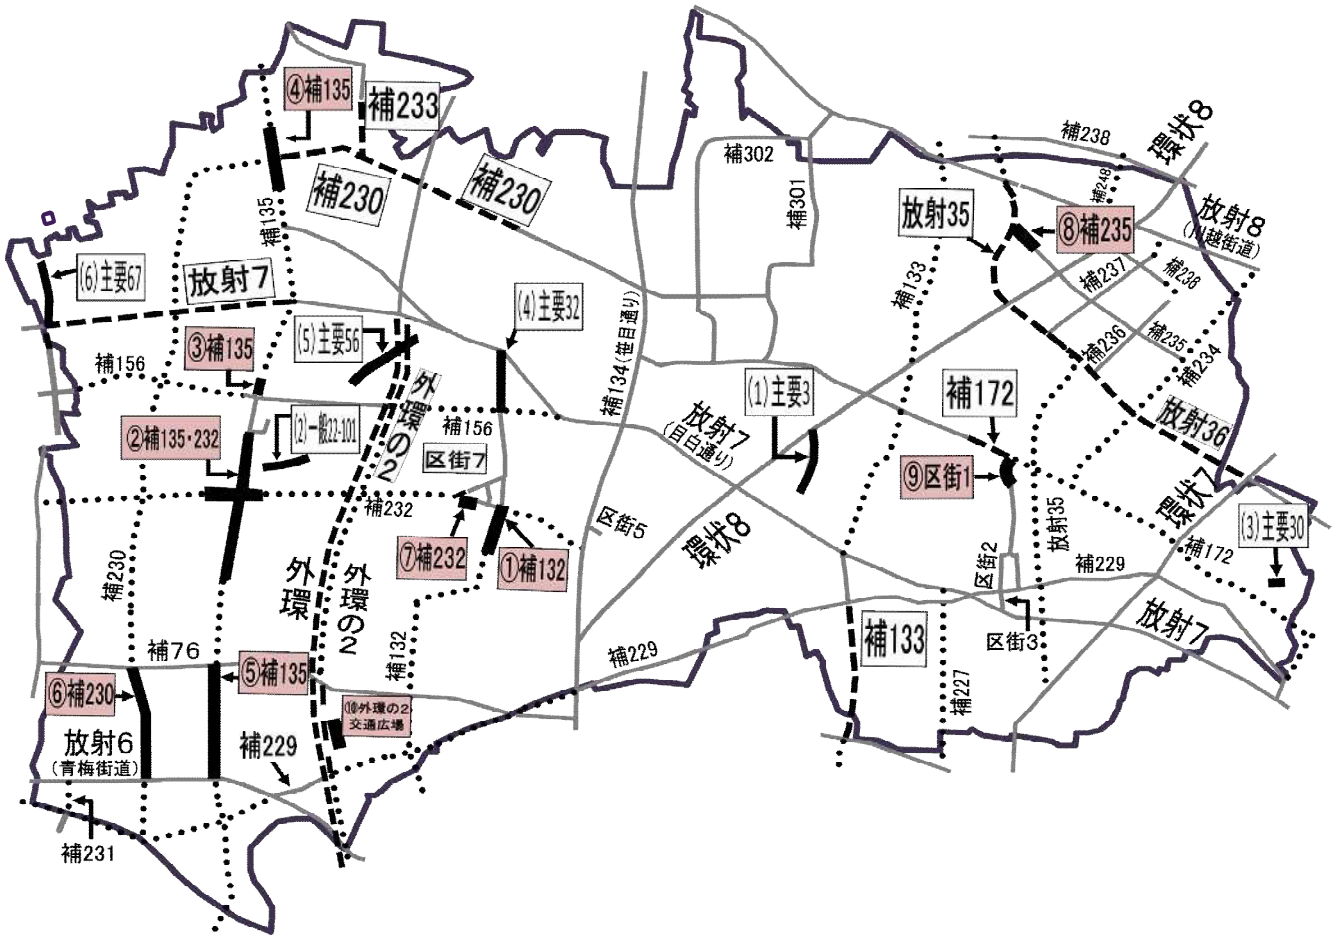 ④補135
補233
補238
環状8
補302
補230
補230
補248
補301
放射35
⑧補235
放射8
(川越街道)
補135
(6)主要67
放射7
補133
補237
補238
(4)主要32
(5)主要56
③補135
補134(笹目通り)
補236
補235
補234
補156
外環の2
(1)主要3
補172
放射36
②補135・232
(2)一般22-101
補156
区街7
放射7
(目白通り)
⑨区街1
環状7
補232
(3)主要30
区街5
環状8
放射35
⑦補232
①補132
補172
補230
外環
外環の2
区街2
補229
補132
補133
区街3
放射7
補76
補229
⑤補135
⑥補230
補227
⑩外環の2
交通広場
放射6
(青梅街道)
補229
補231